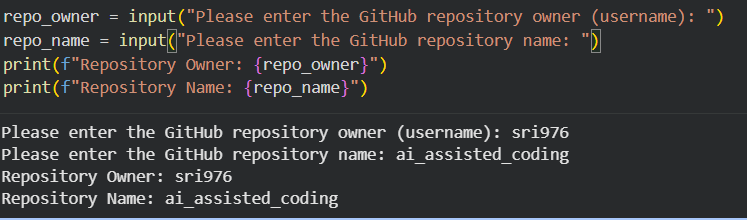 repo_owner = input("Please enter the GitHub repository owner (username): ")
repo_name = input("Please enter the GitHub repository name: ")
print(f"Repository Owner: {repo_owner}")
print(f"Repository Name: {repo_name}")
Please enter the GitHub repository owner (username): sri976
Please enter the GitHub repository name: ai_assisted_coding
Repository Owner: sri976
Repository Name: ai_assisted_coding